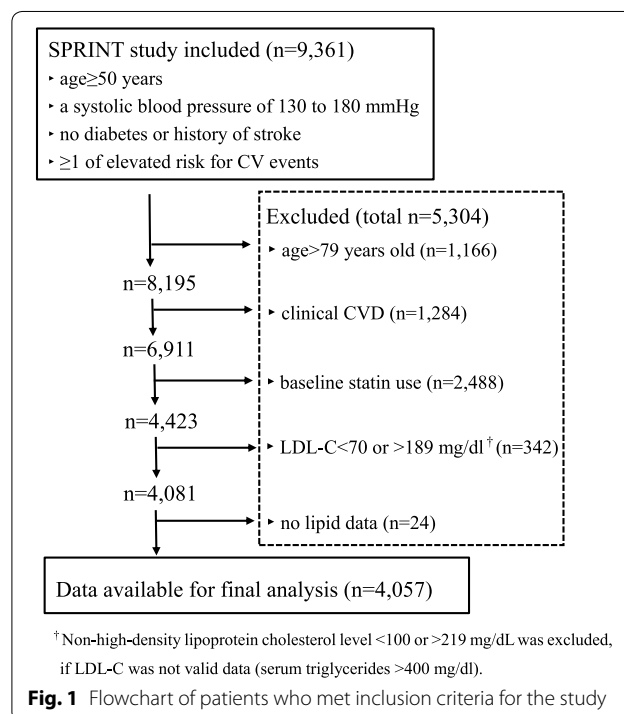 SPRINT study included (n=9,361)
‣ age≥50 years
‣ a systolic blood pressure of 130 to 180 mmHg
‣ no diabetes or history of stroke
‣ ≥1 of elevated risk for CV events
Excluded (total n=5,304)
‣ age>79 years old (n=1,166)
n=8,195
‣ clinical CVD (n=1,284)
n=6,911
‣ baseline statin use (n=2,488)
n=4,423
‣ LDL-C<70 or >189 mg/dl† (n=342)
n=4,081
‣ no lipid data (n=24)
Data available for final analysis (n=4,057)
†Non-high-density lipoprotein cholesterol level <100 or >219 mg/dL was excluded,
if LDL-C was not valid data (serum triglycerides >400 mg/dl).
Fig. 1 Flowchart of patients who met inclusion criteria for the study